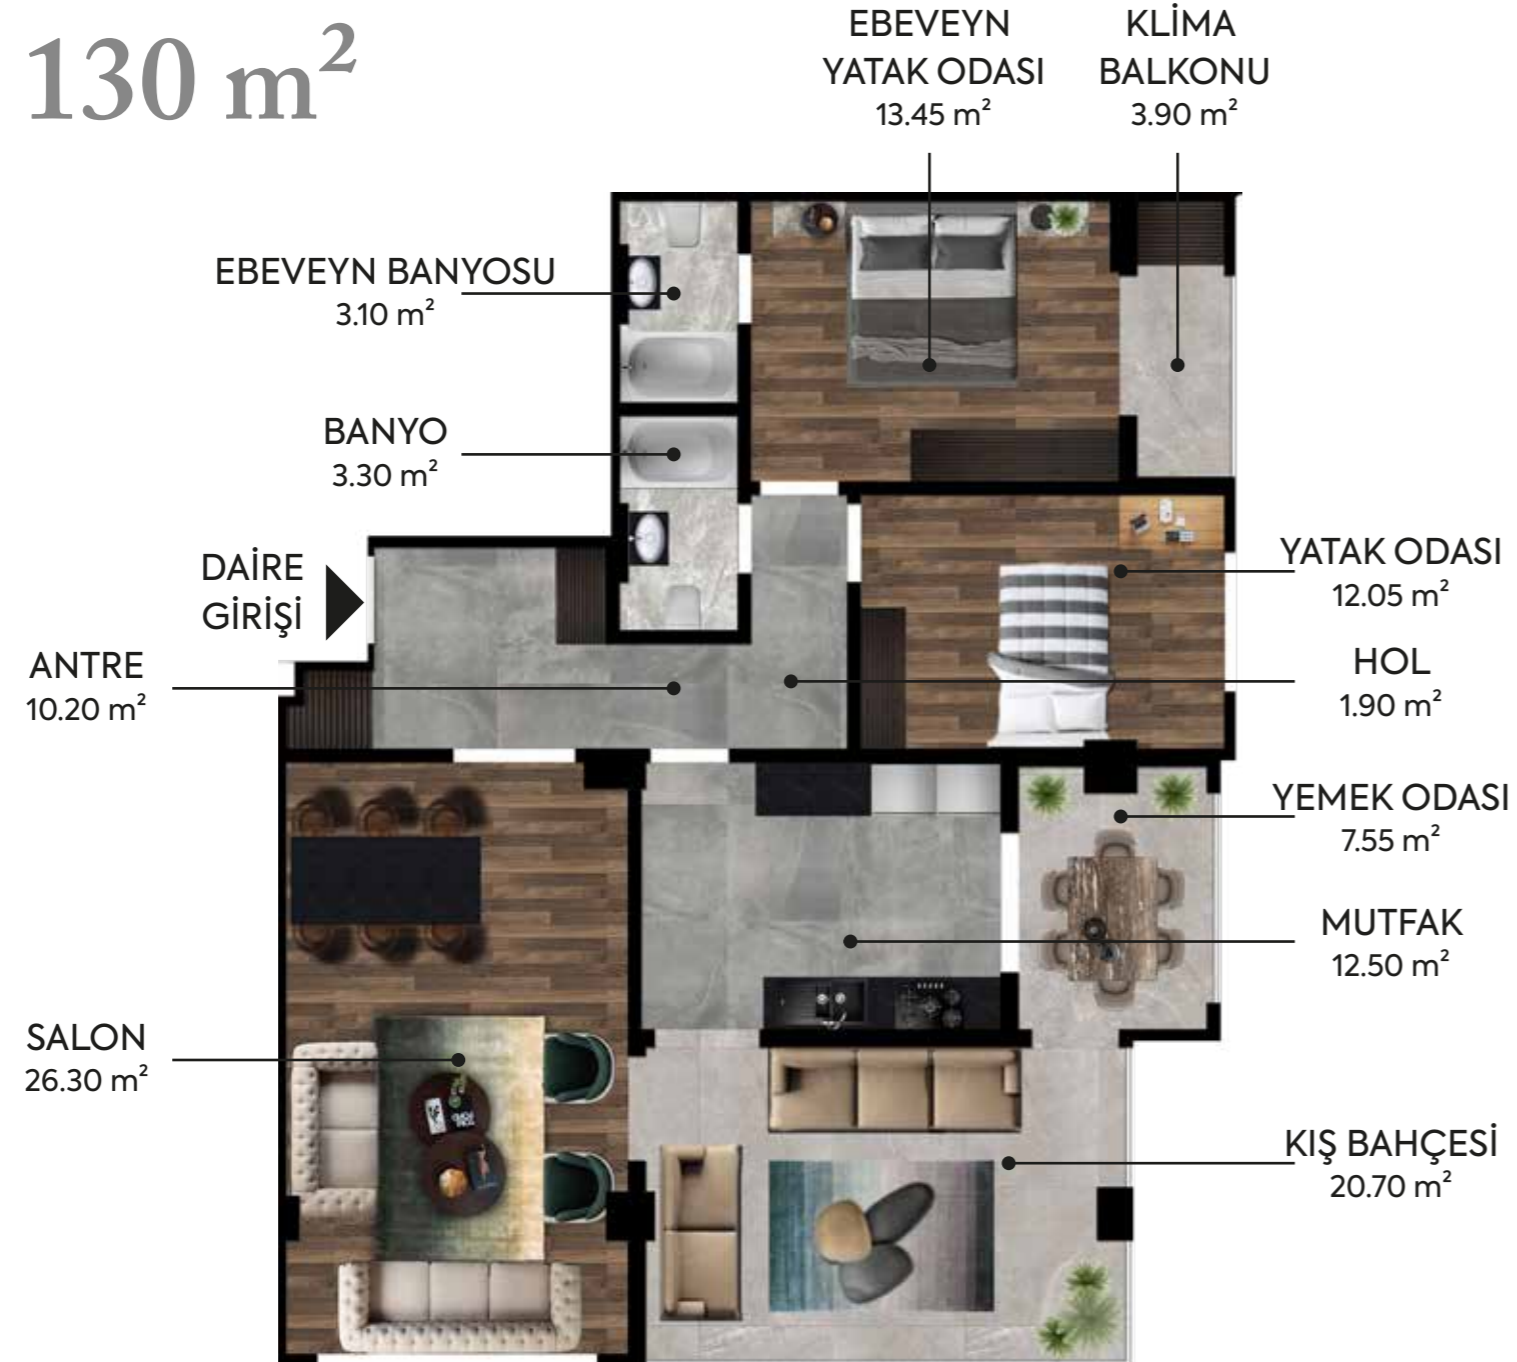 130 m²
EBEVEYN
YATAK ODASI
13.45 m²
KLİMA
BALKONU
3.90 m²
EBEVEYN BANYOSU
3.10 m²
BANYO
3.30 m²
DAİRE
GİRİŞİ
ANTRE
10.20 m²
YATAK ODASI
12.05 m²
HOL
1.90 m²
YEMEK ODASI
7.55 m²
MUTFAK
12.50 m²
SALON
26.30 m²
KIŞ BAHÇESİ
20.70 m²